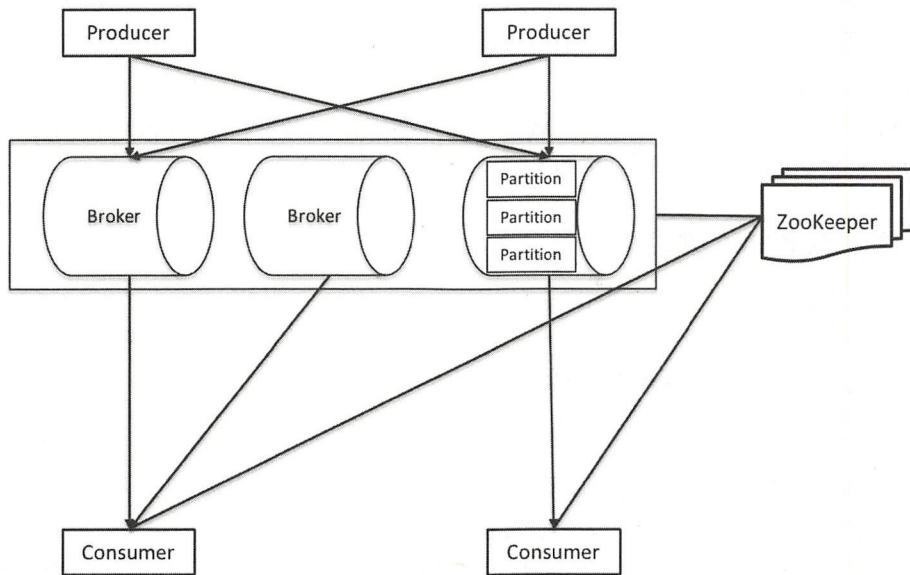 Producer
Producer
Broker
Broker
Partition
Partition
Partition
ZooKeeper
Consumer
Consumer